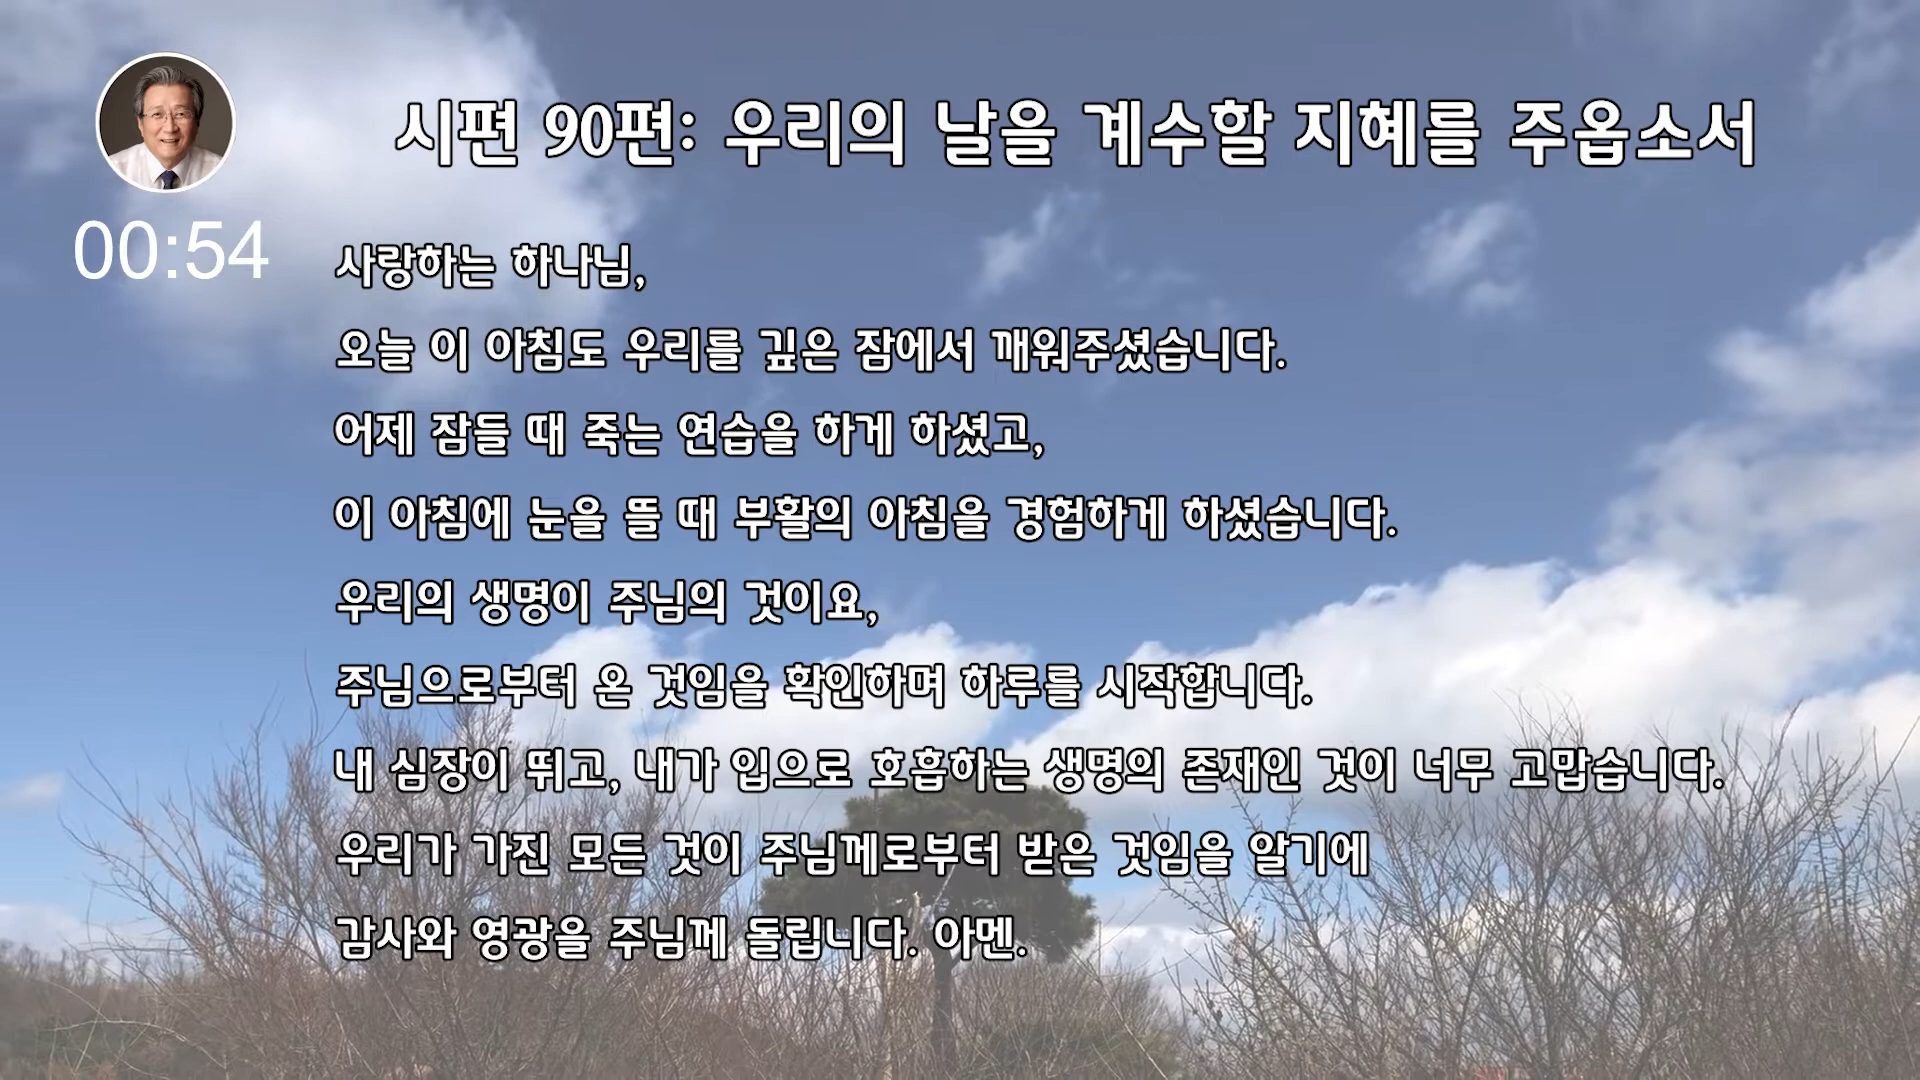 시편 90편: 우리의 날을 계수할 지혜를 주옵소서
00:54
사랑하는 하나님,
오늘 이 아침도 우리를 깊은 잠에서 깨워주셨습니다.
어제 잠들 때 죽는 연습을 하게 하셨고,
이 아침에 눈을 뜰 때 부활의 아침을 경험하게 하셨습니다.
우리의 생명이 주님의 것이요,
주님으로부터 온 것임을 확인하며 하루를 시작합니다.
내 심장이 뛰고, 내가 입으로 호흡하는 생명의 존재인 것이 너무 고맙습니다.
우리가 가진 모든 것이 주님께로부터 받은 것임을 알기에
감사와 영광을 주님께 돌립니다. 아멘.